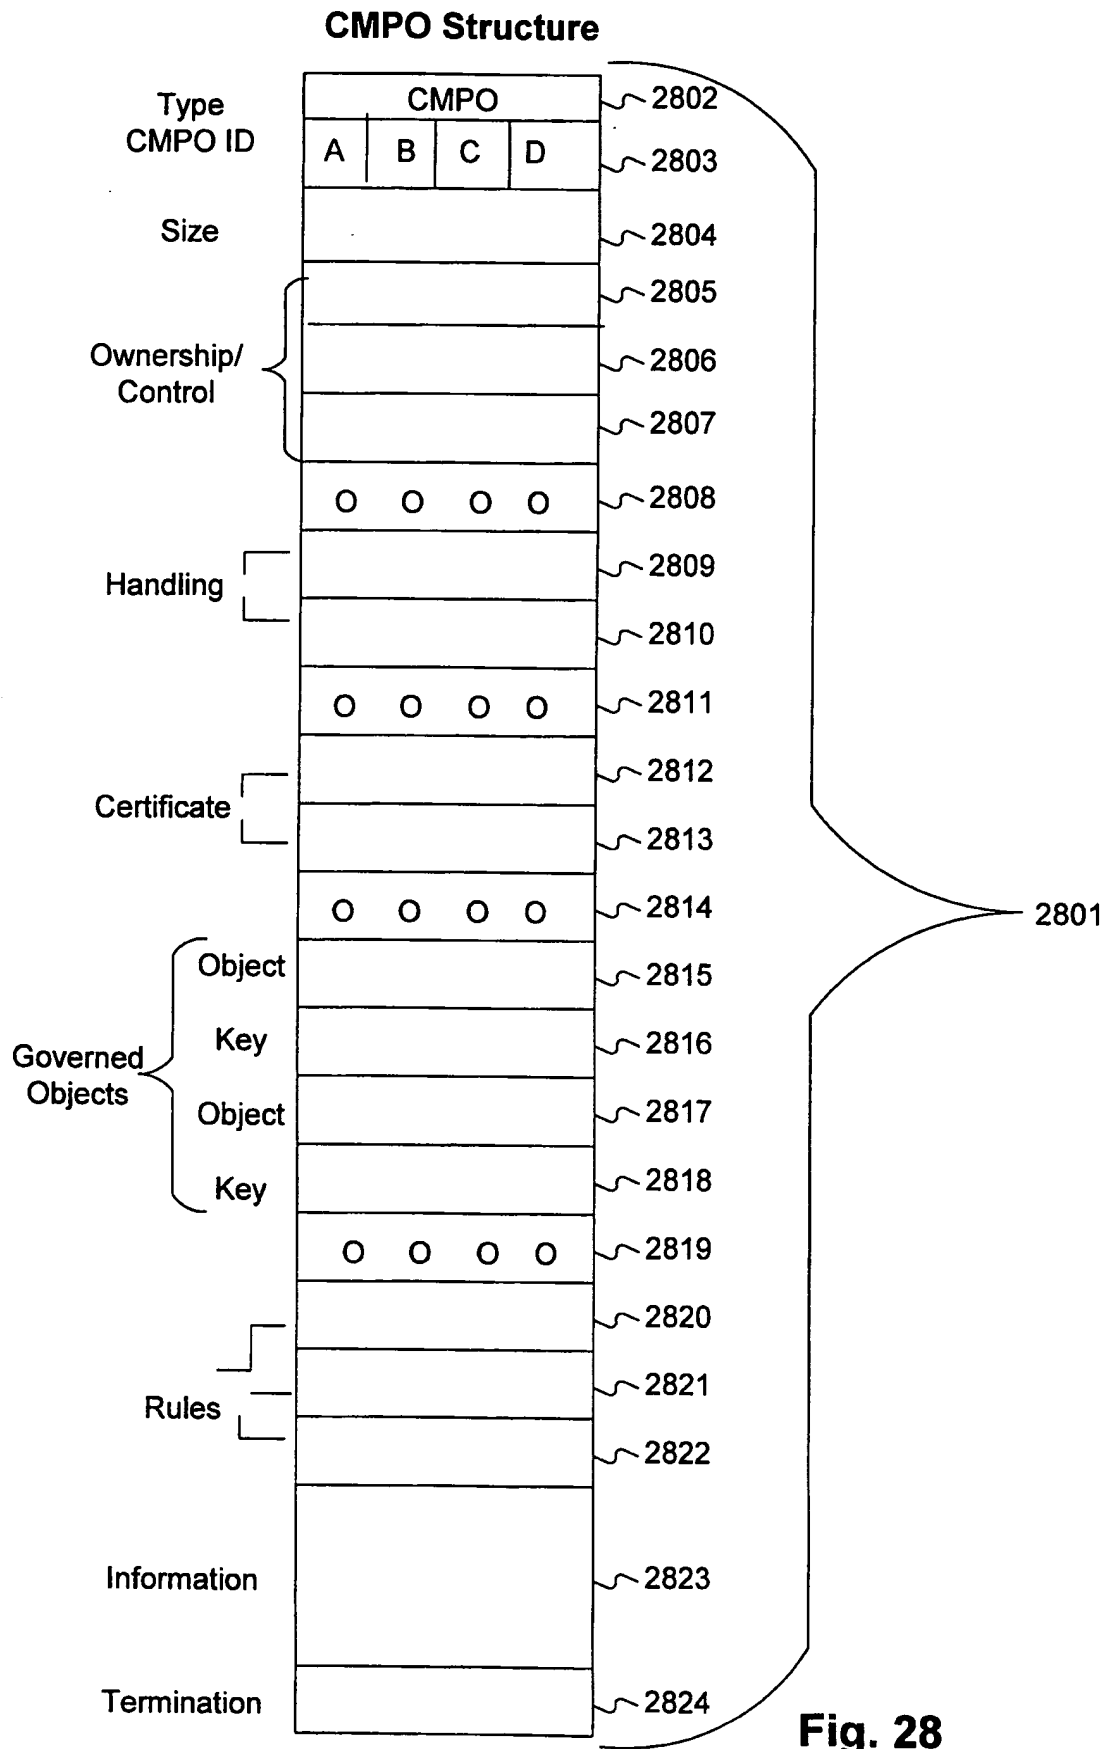 CMPO Structure
Type CMPO 2802
CMPO ID A B C D 2803
Size 2804
2805
Ownership/
Control
2806
2807
O O O O 2808
Handling
2809
2810
O O O O 2811
Certificate
2812
2813
O O O O 2814
Governed
Objects
Object 2815
Key 2816
Object 2817
Key 2818
O O O O 2819
Rules
2820
2821
2822
Information 2823
Termination 2824
2801
Fig. 28